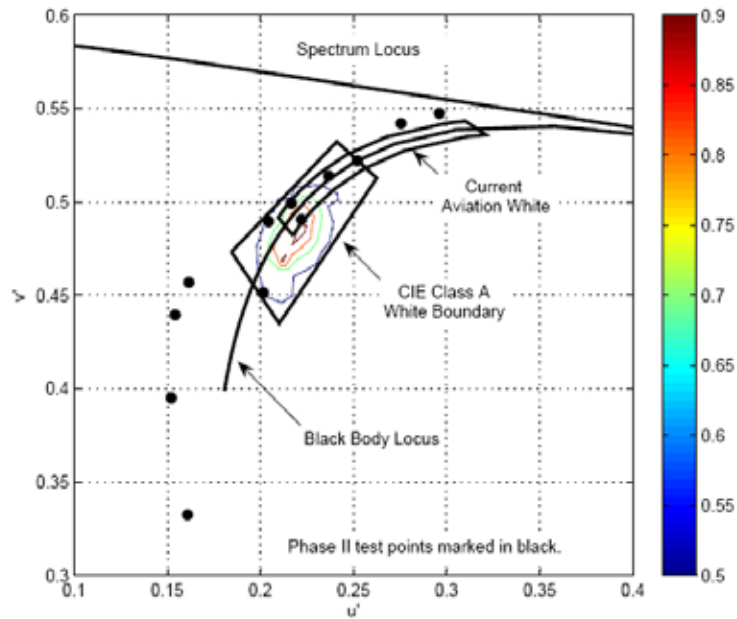 0.6
0.55
0.5
0.45
0.4
0.35
0.3
v'
Spectrum Locus
Current
Aviation White
CIE Class A
White Boundary
Black Body Locus
Phase II test points marked in black.
0.1
0.15
0.2
0.25
0.3
0.35
0.4
u'
0.9
0.85
0.8
0.75
0.7
0.65
0.6
0.55
0.5